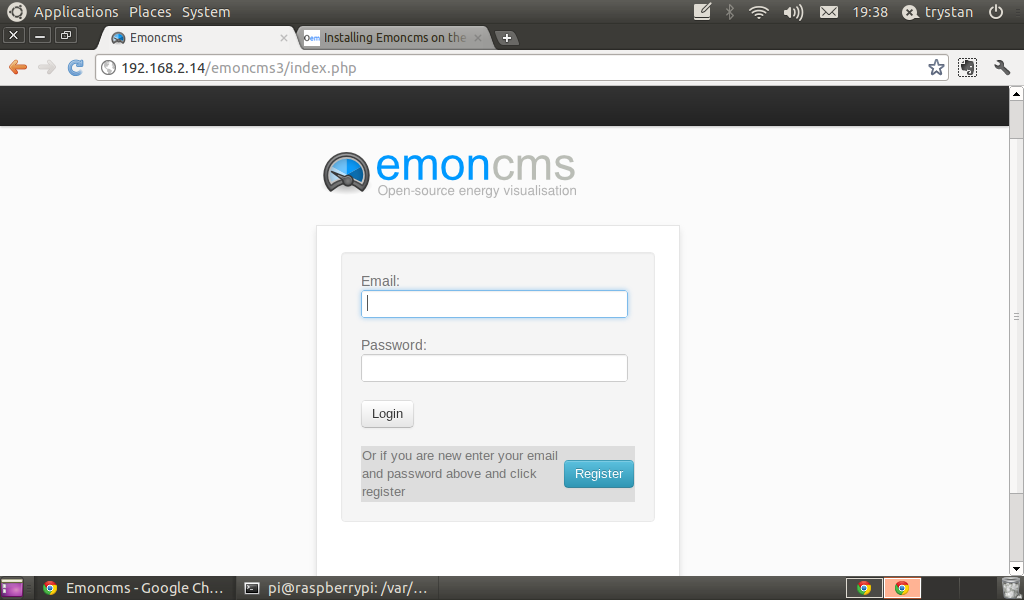 Applications Places System
19:38 trystan
Emoncms
Installing Emoncms on the
192.168.2.14/emoncms3/index.php
emoncms
Open-source energy visualisation
Email:
Password:
Login
Or if you are new enter your email
and password above and click
register
Register
Emoncms - Google Ch...
pi@raspberrypi: /var/...